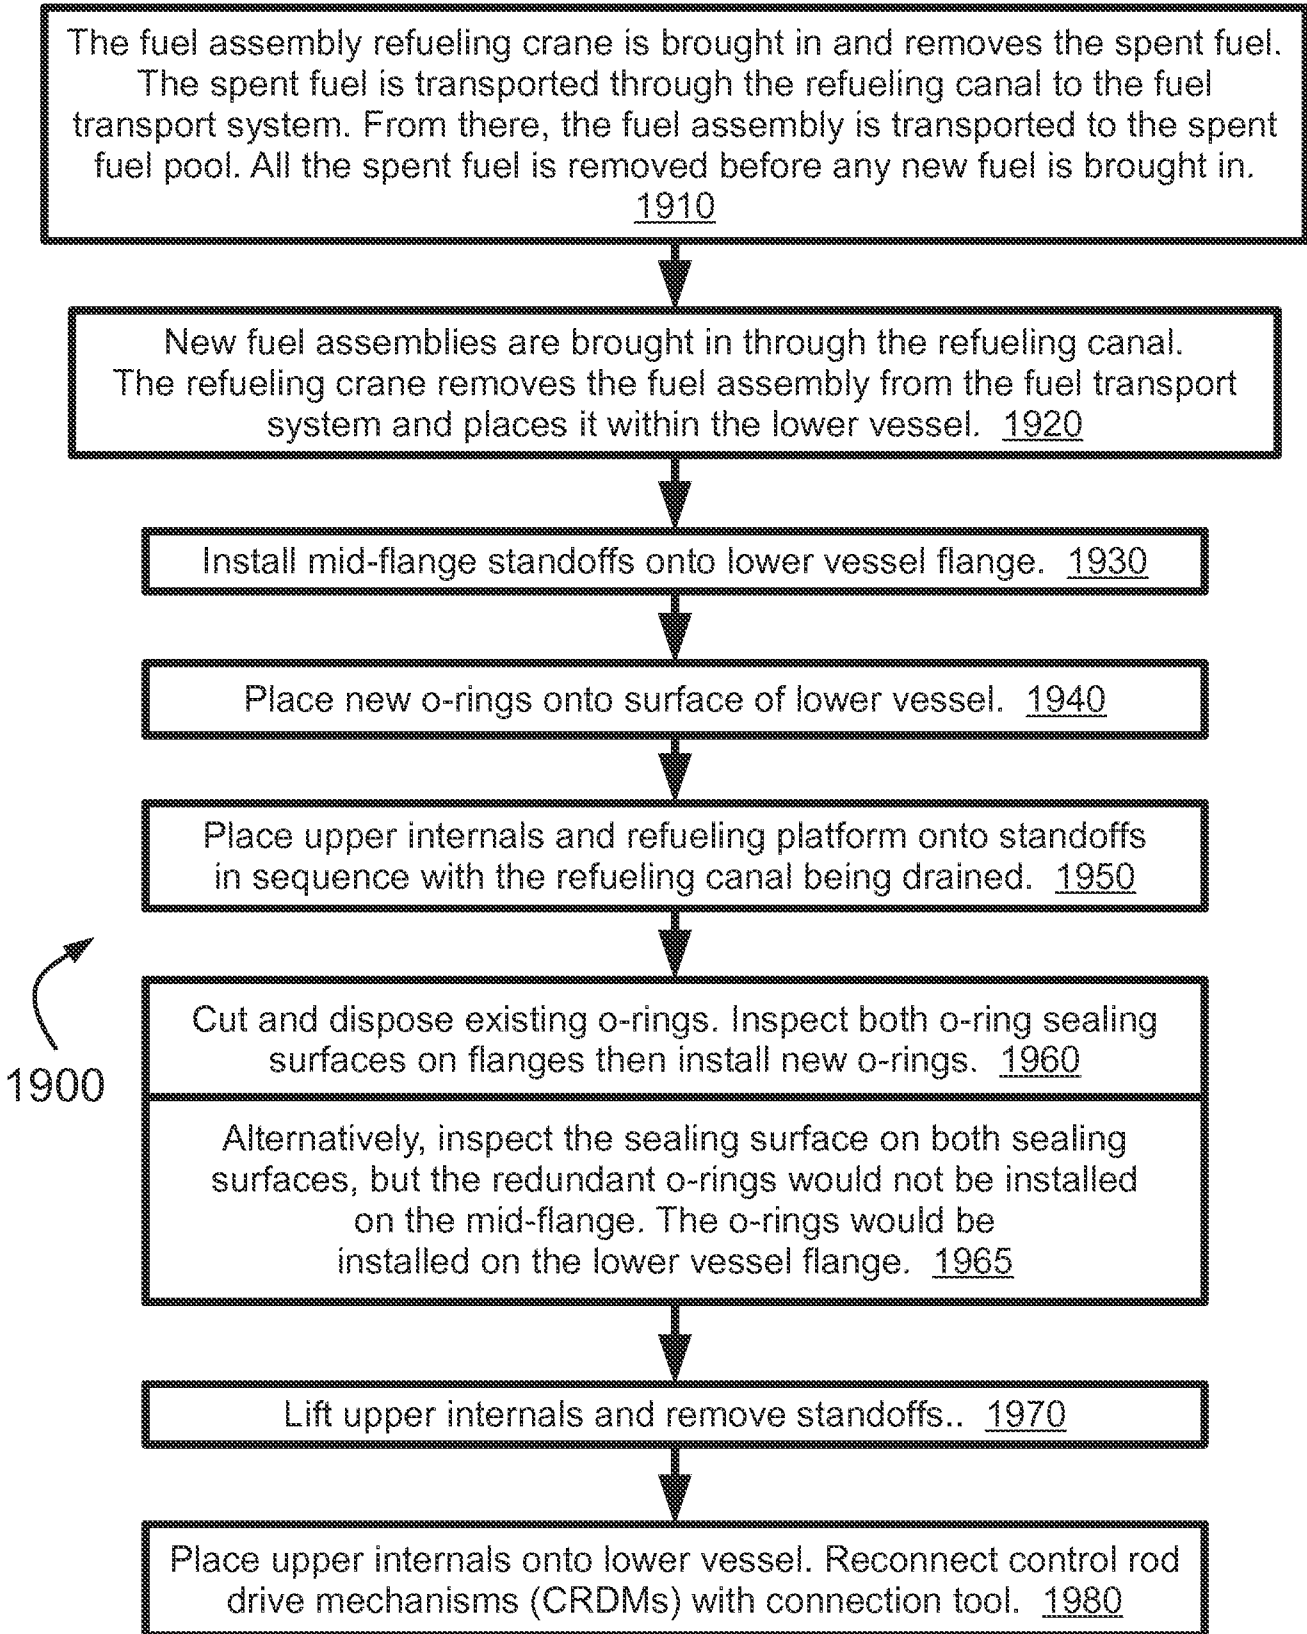 The fuel assembly refueling crane is brought in and removes the spent fuel.
The spent fuel is transported through the refueling canal to the fuel
transport system. From there, the fuel assembly is transported to the spent
fuel pool. All the spent fuel is removed before any new fuel is brought in.
1910
New fuel assemblies are brought in through the refueling canal.
The refueling crane removes the fuel assembly from the fuel transport
system and places it within the lower vessel. 1920
Install mid-flange standoffs onto lower vessel flange. 1930
Place new o-rings onto surface of lower vessel. 1940
Place upper internals and refueling platform onto standoffs
in sequence with the refueling canal being drained. 1950
Cut and dispose existing o-rings. Inspect both o-ring sealing
surfaces on flanges then install new o-rings. 1960
1900
Alternatively, inspect the sealing surface on both sealing
surfaces, but the redundant o-rings would not be installed
on the mid-flange. The o-rings would be
installed on the lower vessel flange. 1965
Lift upper internals and remove standoffs.. 1970
Place upper internals onto lower vessel. Reconnect control rod
drive mechanisms (CRDMs) with connection tool. 1980